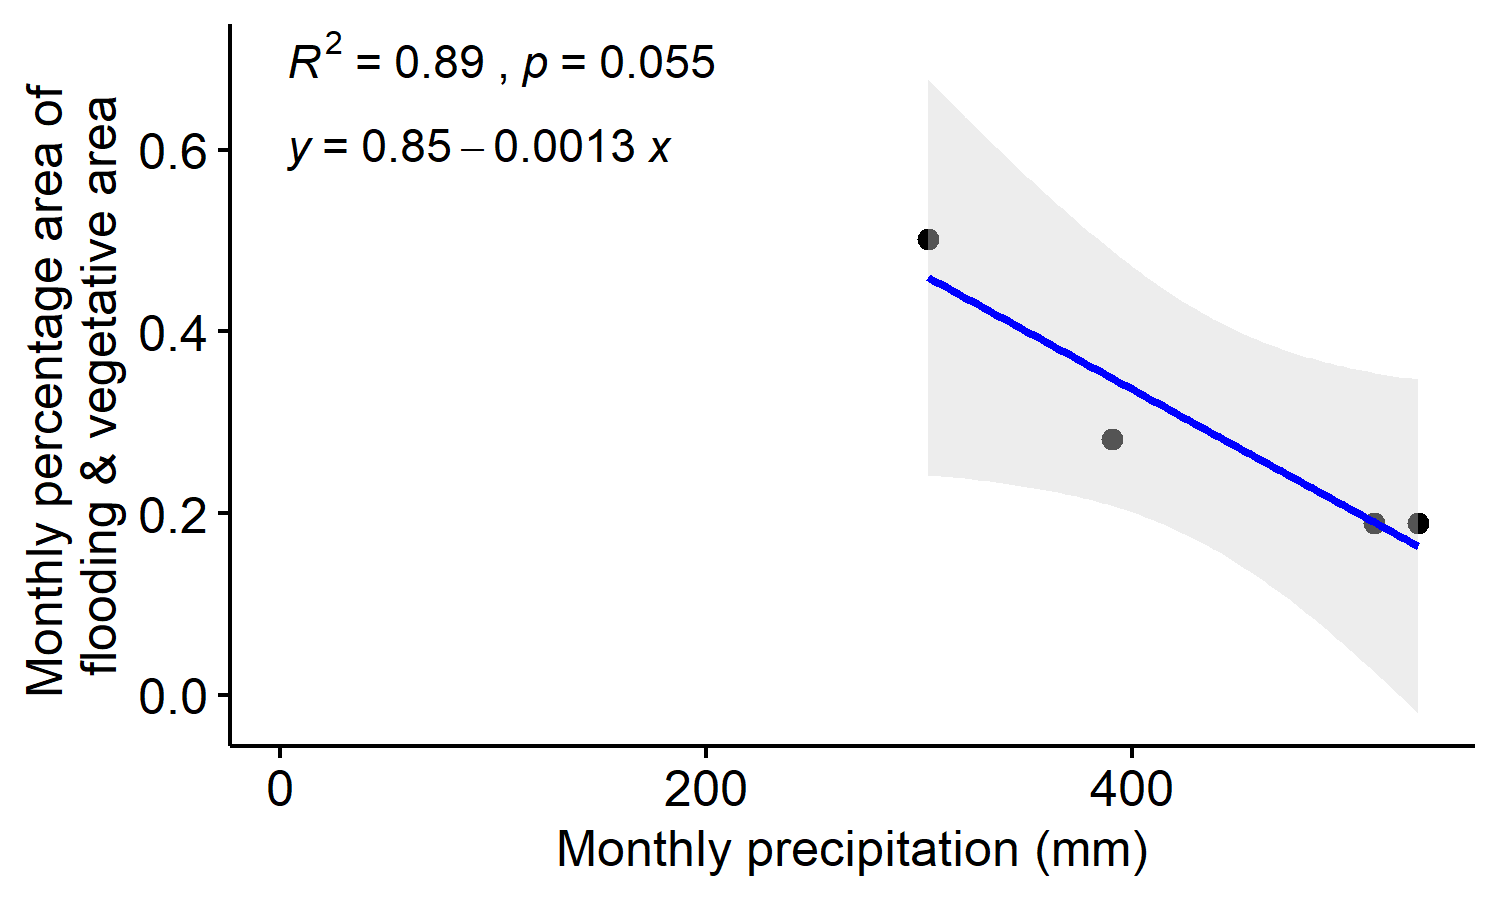 R² = 0.89 , p = 0.055
y = 0.85 – 0.0013 x
Monthly percentage area of
flooding & vegetative area
0.6
0.4
0.2
0.0
0 200 400
Monthly precipitation (mm)